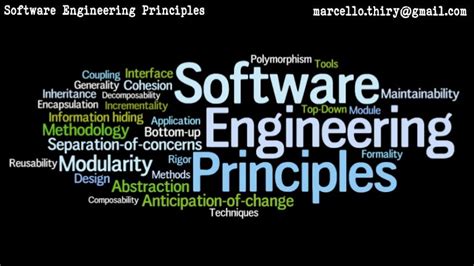 Software Engineering Principles
marcello.thiry@gmail.com
Polymorphism Tools
Coupling Interface
Generality Cohesion
Software
Maintainability
Inheritance Decomposability
Encapsulation Incrementality
Top-Down Module
Information hiding Application
Engineering
Methodology Bottom-up
Separation-of-concerns
Formality
Reusability Modularity Rigor
Principles
Design Methods
Abstraction
Composability Anticipation-of-change
Techniques